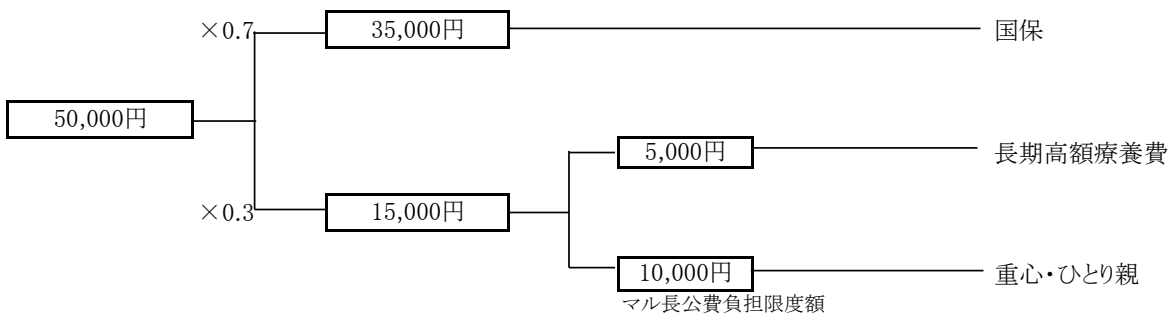 ×0.7
35,000円
国保
50,000円
5,000円
長期高額療養費
×0.3
15,000円
10,000円
重心・ひとり親
マル長公費負担限度額